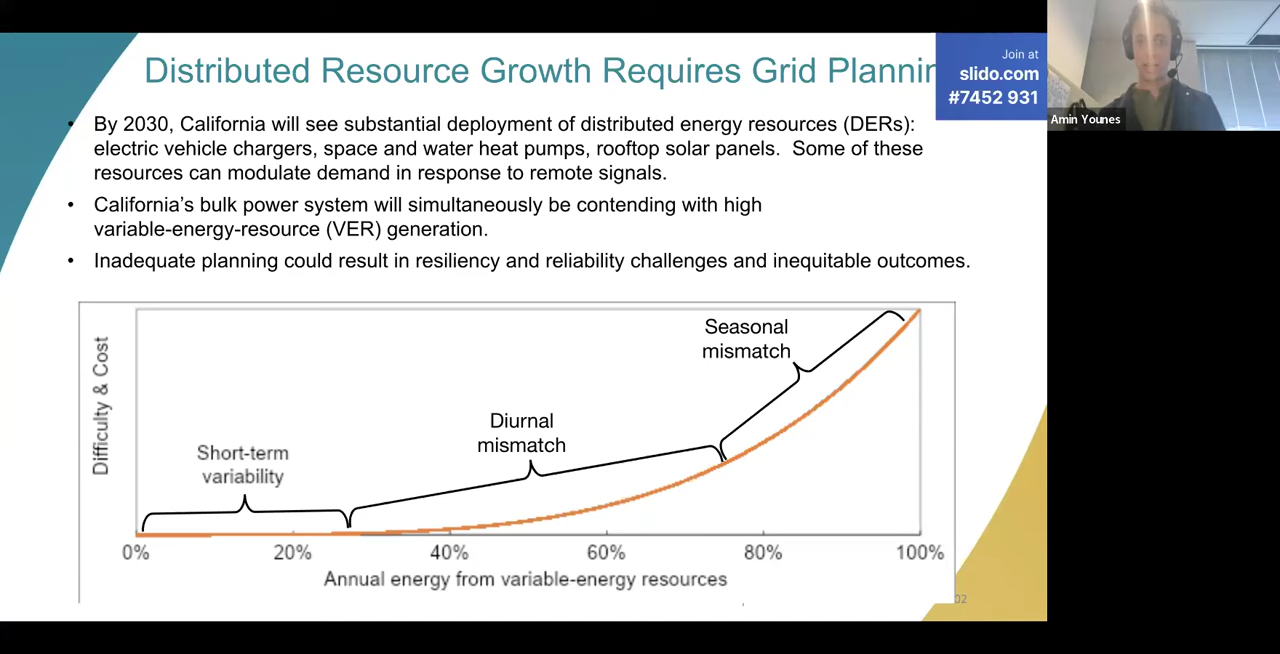 Distributed Resource Growth Requires Grid Plannin
Join at
slido.com
#7452 931
Amin Younes
• By 2030, California will see substantial deployment of distributed energy resources (DERs):
electric vehicle chargers, space and water heat pumps, rooftop solar panels. Some of these
resources can modulate demand in response to remote signals.
• California’s bulk power system will simultaneously be contending with high
variable-energy-resource (VER) generation.
• Inadequate planning could result in resiliency and reliability challenges and inequitable outcomes.
Difficulty & Cost
Seasonal
mismatch
Diurnal
mismatch
Short-term
variability
0% 20% 40% 60% 80% 100%
Annual energy from variable-energy resources
02